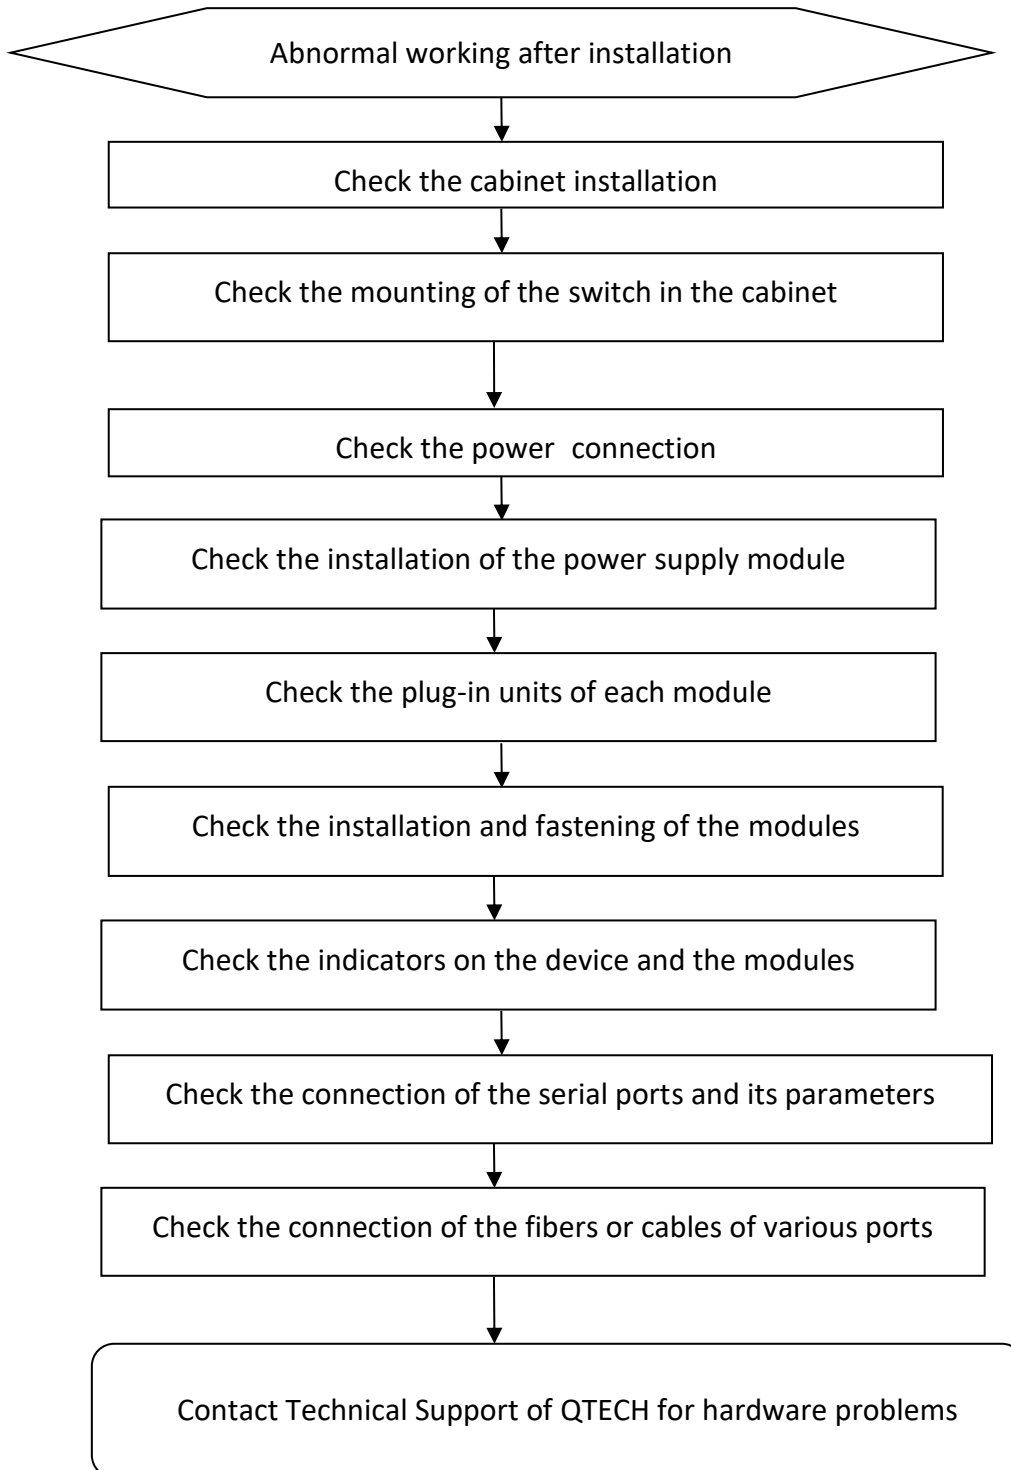 Abnormal working after installation
Check the cabinet installation
Check the mounting of the switch in the cabinet
Check the power  connection
Check the installation of the power supply module
Check the plug-in units of each module
Check the installation and fastening of the modules
Check the indicators on the device and the modules
Check the connection of the serial ports and its parameters
Check the connection of the fibers or cables of various ports
Contact Technical Support of QTECH for hardware problems